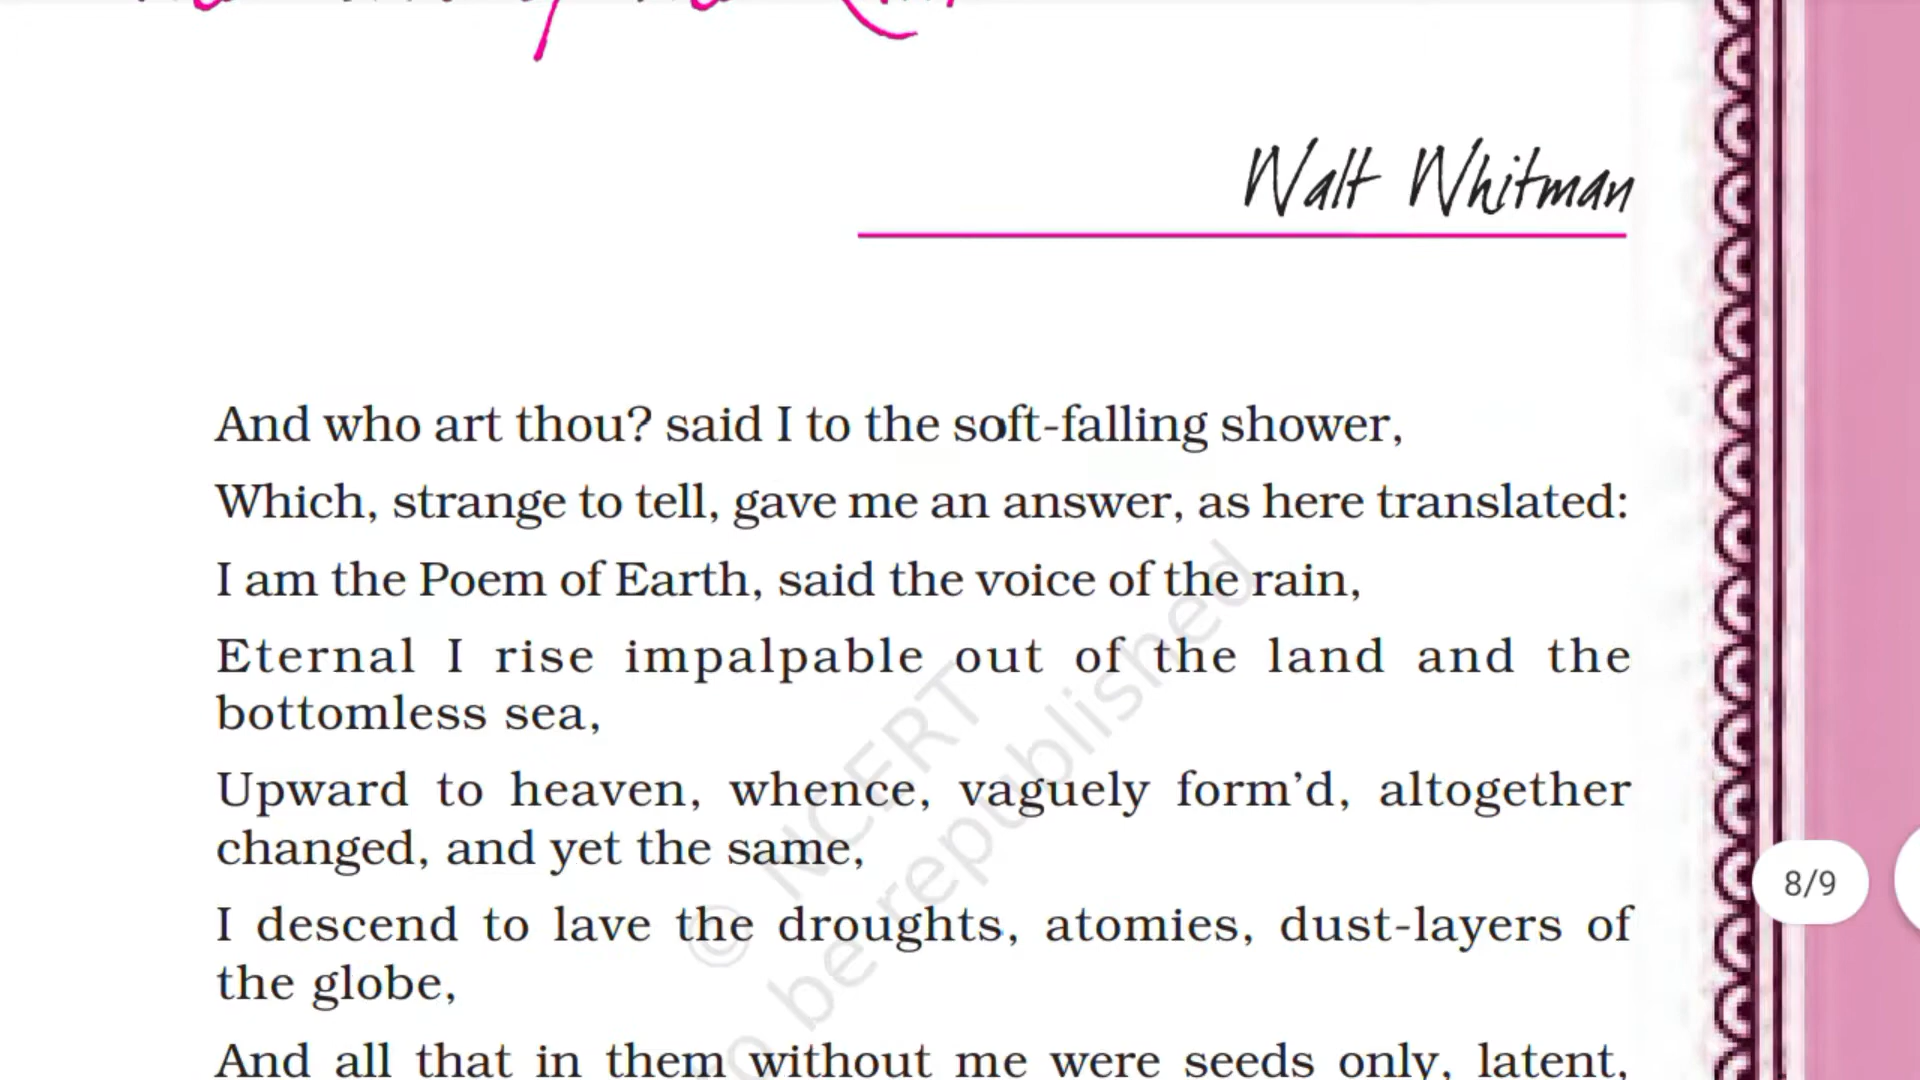 Walt Whitman
And who art thou? said I to the soft-falling shower,
Which, strange to tell, gave me an answer, as here translated:
I am the Poem of Earth, said the voice of the rain,
Eternal I rise impalpable out of the land and the
bottomless sea,
Upward to heaven, whence, vaguely form’d, altogether
changed, and yet the same,
I descend to lave the droughts, atomies, dust-layers of
the globe,
And all that in them without me were seeds only, latent,
© NCERT
to be republished
8/9